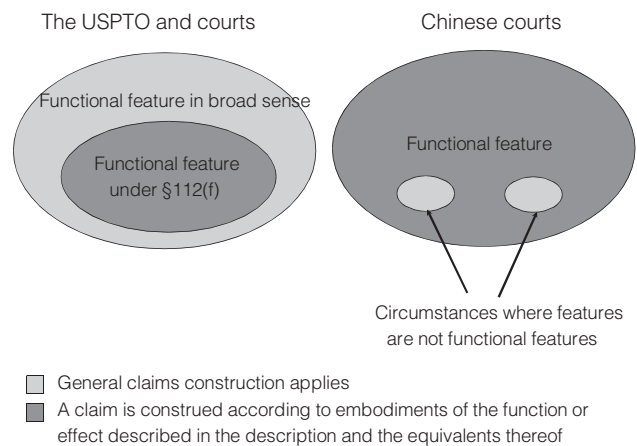 The USPTO and courts
Chinese courts
Functional feature in broad sense
Functional feature
under §112(f)
Functional feature
Circumstances where features
are not functional features
General claims construction applies
A claim is construed according to embodiments of the function or
effect described in the description and the equivalents thereof